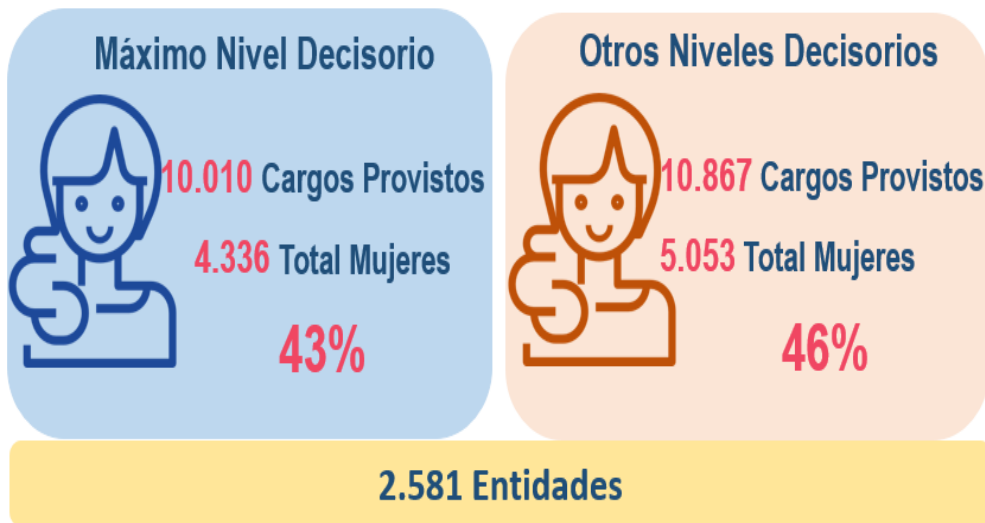 Máximo Nivel Decisorio
10.010 Cargos Provistos
4.336 Total Mujeres
43%
Otros Niveles Decisorios
10.867 Cargos Provistos
5.053 Total Mujeres
46%
2.581 Entidades